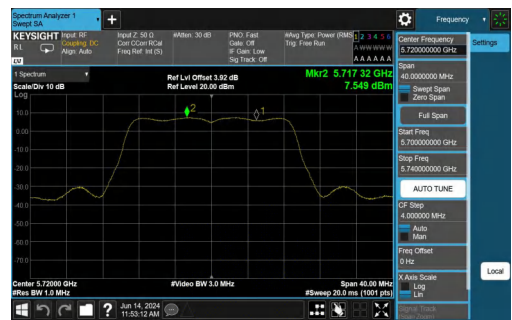 Spectrum Analyzer 1
Swept SA
Frequency
KEYSIGHT
RL
Input: RF
Coupling: DC
Align: Auto
Input Z: 50 Ω
Corr CCorr RCal
Freq Ref: Int (S)
#Atten: 30 dB
PNO: Fast
Gate: Off
IF Gain: Low
Sig Track: Off
#Avg Type: Power (RMS
Trig: Free Run
1 2 3 4 5 6
A W W W W W
A A A A A A
LV
1 Spectrum
Scale/Div 10 dB
Log
Ref Lvl Offset 3.92 dB
Ref Level 20.00 dBm
Mkr2 5.717 32 GHz
7.549 dBm
2
1
10.0
0.00
-10.0
-20.0
-30.0
-40.0
-50.0
-60.0
-70.0
Center 5.72000 GHz
#Res BW 1.0 MHz
#Video BW 3.0 MHz
Span 40.00 MHz
#Sweep 20.0 ms (1001 pts)
Center Frequency
5.720000000 GHz
Settings
Span
40.0000000 MHz
Swept Span
Zero Span
Full Span
Start Freq
5.700000000 GHz
Stop Freq
5.740000000 GHz
AUTO TUNE
CF Step
4.000000 MHz
Auto
Man
Freq Offset
0 Hz
X Axis Scale
Log
Lin
Local
Signal Track
?
Jun 14, 2024
11:53:12 AM